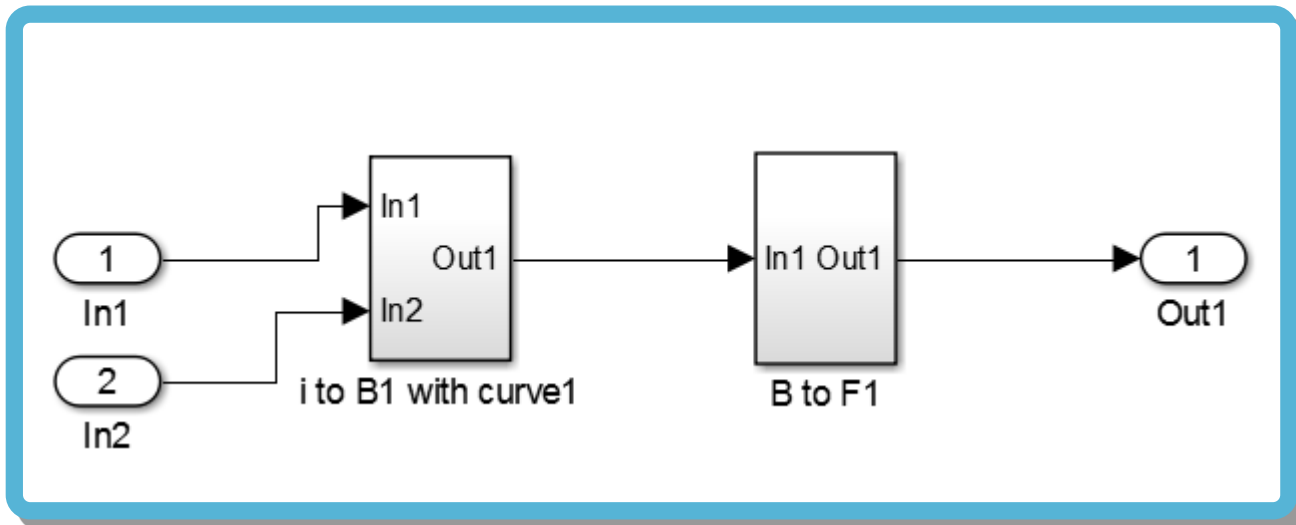 1
In1
2
In2
In1
In2
Out1
i to B1 with curve1
In1 Out1
B to F1
1
Out1